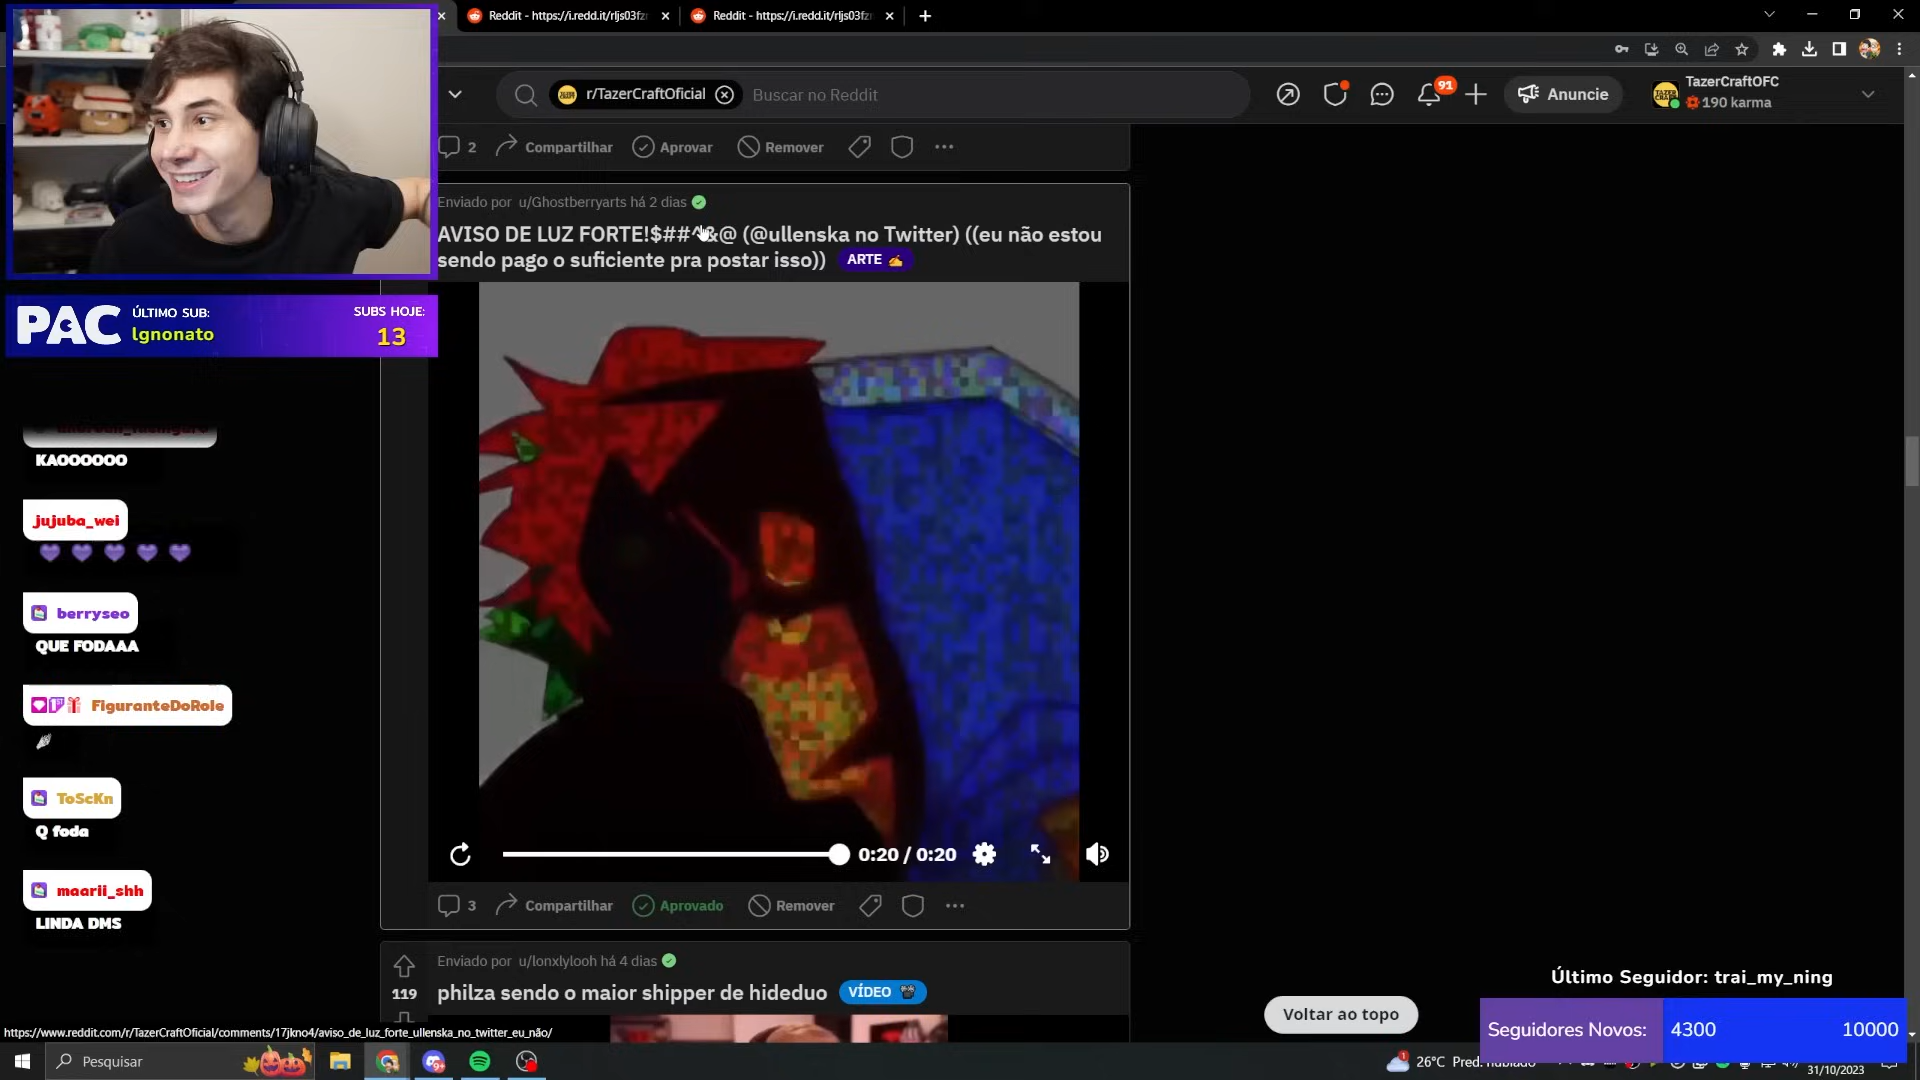 Reddit - https://i.redd.it/rljs03fz
Reddit - https://i.redd.it/rljs03fz
r/TazerCraftOficial
Buscar no Reddit
91
Anuncie
TazerCraftOFC
190 karma
2
Compartilhar
Aprovar
Remover
Enviado por u/Ghostberryarts há 2 dias
AVISO DE LUZ FORTE!$##^&@ (@ullenska no Twitter) ((eu não estou
sendo pago o suficiente pra postar isso)) ARTE
PAC
ÚLTIMO SUB:
lgnonato
SUBS HOJE:
13
KAOOOOOO
jujuba_wei
berryseo
QUE FODAAA
FiguranteDoRole
ToScKn
Q foda
maarii_shh
LINDA DMS
0:20 / 0:20
3
Compartilhar
Aprovado
Remover
Enviado por u/lonxlylooh há 4 dias
119
philza sendo o maior shipper de hideduo VÍDEO
Voltar ao topo
Último Seguidor: trai_my_ning
Seguidores Novos: 4300 10000
https://www.reddit.com/r/TazerCraftOficial/comments/17jkno4/aviso_de_luz_forte_ullenska_no_twitter_eu_não/
Pesquisar
9+
1
26°C Pred. nublado
31/10/2023